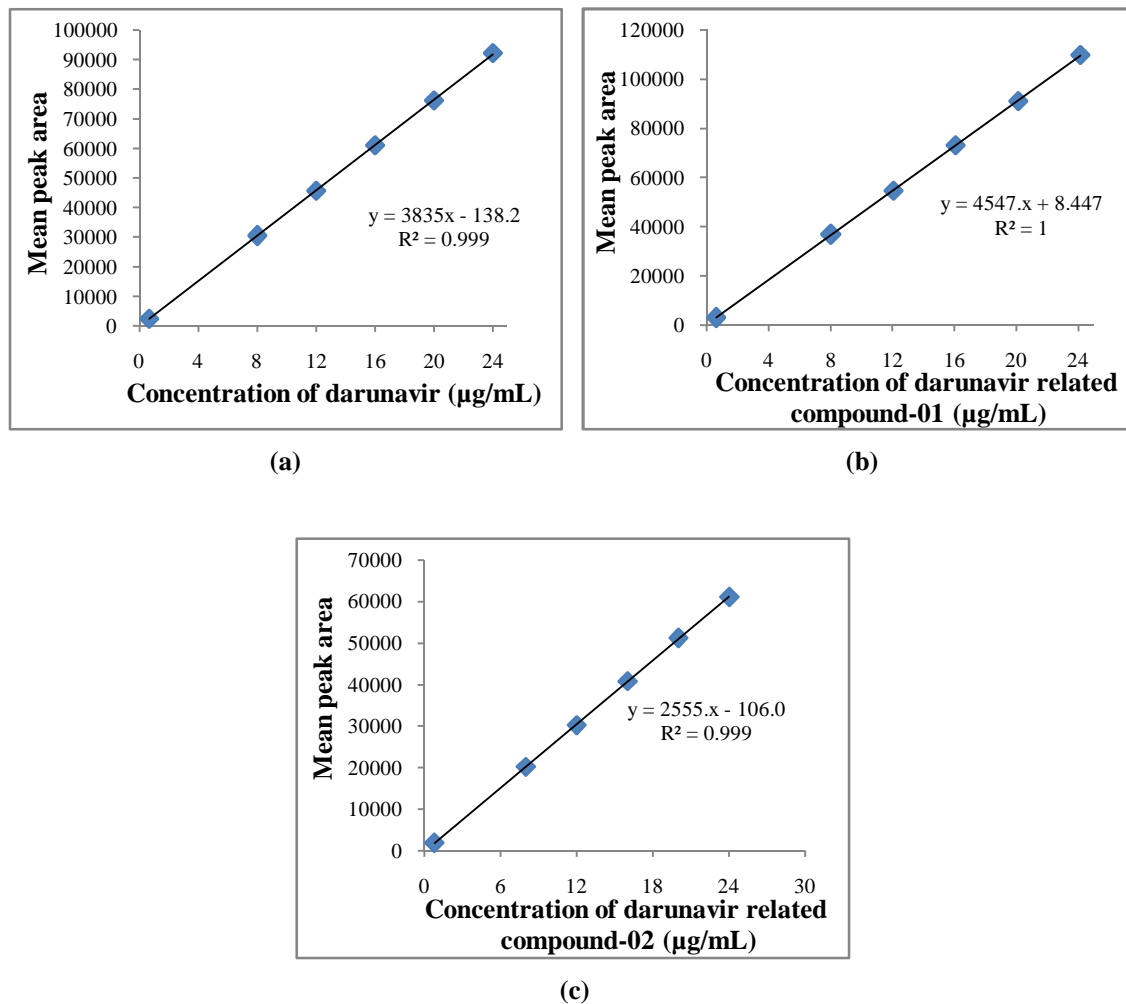 100000
90000
80000
70000
60000
50000
40000
30000
20000
10000
0
Mean peak area
y = 3835x - 138.2
R² = 0.999
0 4 8 12 16 20 24
Concentration of darunavir (µg/mL)
(a)
120000
100000
80000
60000
40000
20000
0
Mean peak area
y = 4547.x + 8.447
R² = 1
0 4 8 12 16 20 24
Concentration of darunavir related
compound-01 (µg/mL)
(b)
70000
60000
50000
40000
30000
20000
10000
0
Mean peak area
y = 2555.x - 106.0
R² = 0.999
0 6 12 18 24 30
Concentration of darunavir related
compound-02 (µg/mL)
(c)